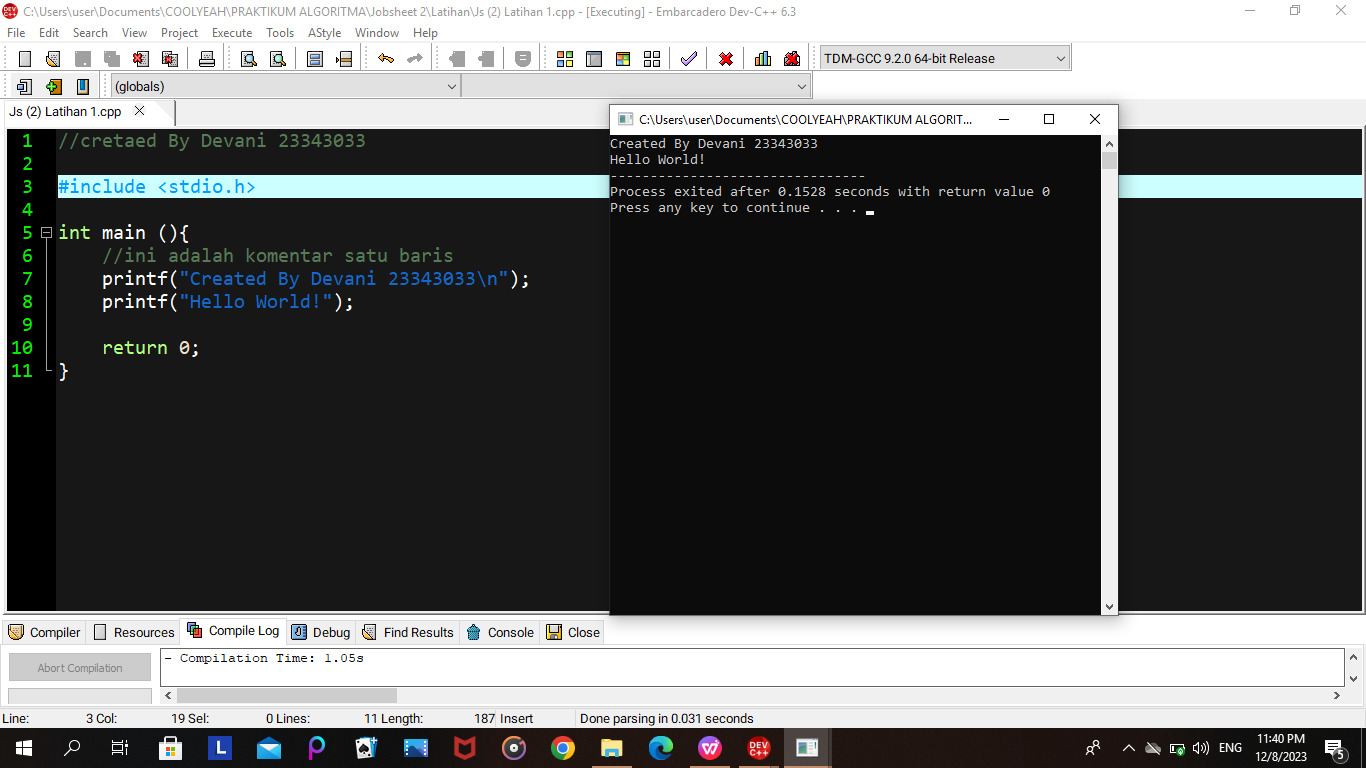 C:\Users\user\Documents\COOLYEAH\PRAKTIKUM ALGORITMA\Jobsheet 2\Latihan\Js (2) Latihan 1.cpp - [Executing] - Embarcadero Dev-C++ 6.3
File Edit Search View Project Execute Tools AStyle Window Help
TDM-GCC 9.2.0 64-bit Release
(globals)
Js (2) Latihan 1.cpp
1 //cretaed By Devani 23343033
2
3 #include <stdio.h>
4
5 int main (){
6 //ini adalah komentar satu baris
7 printf("Created By Devani 23343033\n");
8 printf("Hello World!");
9
10 return 0;
11 }
C:\Users\user\Documents\COOLYEAH\PRAKTIKUM ALGORIT...
Created By Devani 23343033
Hello World!
--------------------------------
Process exited after 0.1528 seconds with return value 0
Press any key to continue . . .
Compiler Resources Compile Log Debug Find Results Console Close
Abort Compilation
- Compilation Time: 1.05s
Line: 3 Col: 19 Sel: 0 Lines: 11 Length: 187 Insert Done parsing in 0.031 seconds
L
DEV C++
ENG
11:40 PM
12/8/2023
5